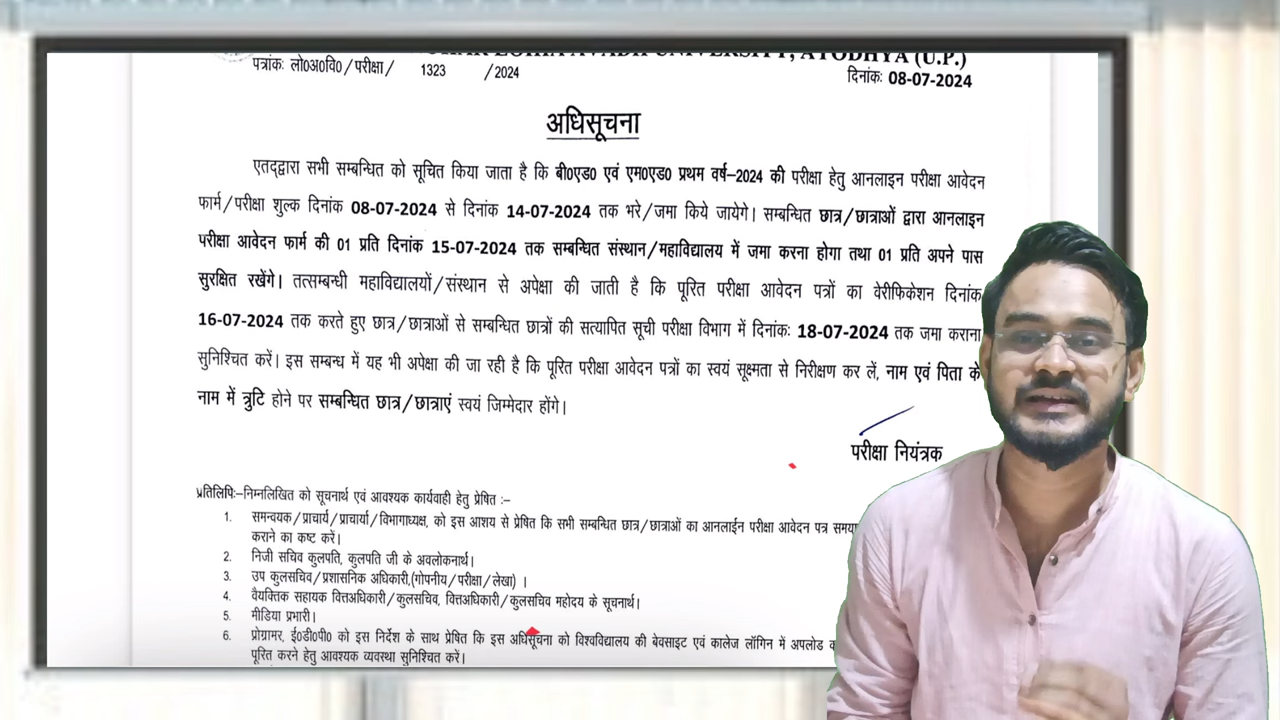 LOHIA AVADH UNIVERSITY, AYODHYA (U.P.)
पत्रांकः लो0अ0वि0/परीक्षा/ 1323 /2024
दिनांकः 08-07-2024
अधिसूचना
एतद्द्वारा सभी सम्बन्धित को सूचित किया जाता है कि बी0एड0 एवं एम0एड0 प्रथम वर्ष–2024 की परीक्षा हेतु आनलाइन परीक्षा आवेदन
फार्म/परीक्षा शुल्क दिनांक 08-07-2024 से दिनांक 14-07-2024 तक भरे/जमा किये जायेगे। सम्बन्धित छात्र/छात्राओं द्वारा आनलाइन
परीक्षा आवेदन फार्म की 01 प्रति दिनांक 15-07-2024 तक सम्बन्धित संस्थान/महाविद्यालय में जमा करना होगा तथा 01 प्रति अपने पास
सुरक्षित रखेंगे। तत्सम्बन्धी महाविद्यालयों/संस्थान से अपेक्षा की जाती है कि पूरित परीक्षा आवेदन पत्रों का वेरीफिकेशन दिनांक
16-07-2024 तक करते हुए छात्र/छात्राओं से सम्बन्धित छात्रों की सत्यापित सूची परीक्षा विभाग में दिनांकः 18-07-2024 तक जमा कराना
सुनिश्चित करें। इस सम्बन्ध में यह भी अपेक्षा की जा रही है कि पूरित परीक्षा आवेदन पत्रों का स्वयं सूक्ष्मता से निरीक्षण कर लें, नाम एवं पिता के
नाम में त्रुटि होने पर सम्बन्धित छात्र/छात्राएं स्वयं जिम्मेदार होंगे।
परीक्षा नियंत्रक
प्रतिलिपिः–निम्नलिखित को सूचनार्थ एवं आवश्यक कार्यवाही हेतु प्रेषित :–
1. समन्वयक/प्राचार्य/प्राचार्या/विभागाध्यक्ष, को इस आशय से प्रेषित कि सभी सम्बन्धित छात्र/छात्राओं का आनलाईन परीक्षा आवेदन पत्र
कराने का कष्ट करें।
2. निजी सचिव कुलपति, कुलपति जी के अवलोकनार्थ।
3. उप कुलसचिव/प्रशासनिक अधिकारी,(गोपनीय/परीक्षा/लेखा) ।
4. वैयक्तिक सहायक वित्तअधिकारी/कुलसचिव, वित्तअधिकारी/कुलसचिव महोदय के सूचनार्थ।
5. मीडिया प्रभारी।
6. प्रोग्रामर, ई0डी0पी0 को इस निर्देश के साथ प्रेषित कि इस अधिसूचना को विश्वविद्यालय की बेवसाइट एवं कालेज लॉगिन में अपलोड
पूरित करने हेतु आवश्यक व्यवस्था सुनिश्चित करें।